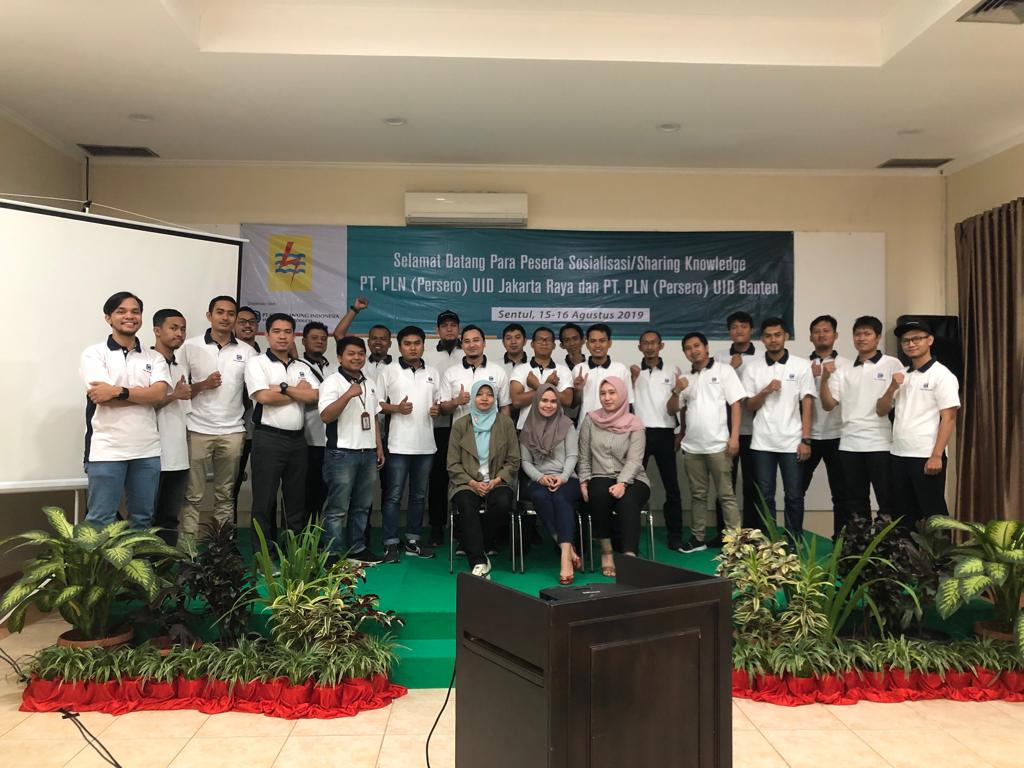 Selamat Datang Para Peserta Sosialisasi/Sharing Knowledge
PT. PLN (Persero) UID Jakarta Raya dan PT. PLN (Persero) UID Banten
Sentul, 15-16 Agustus 2019
INDONESIA